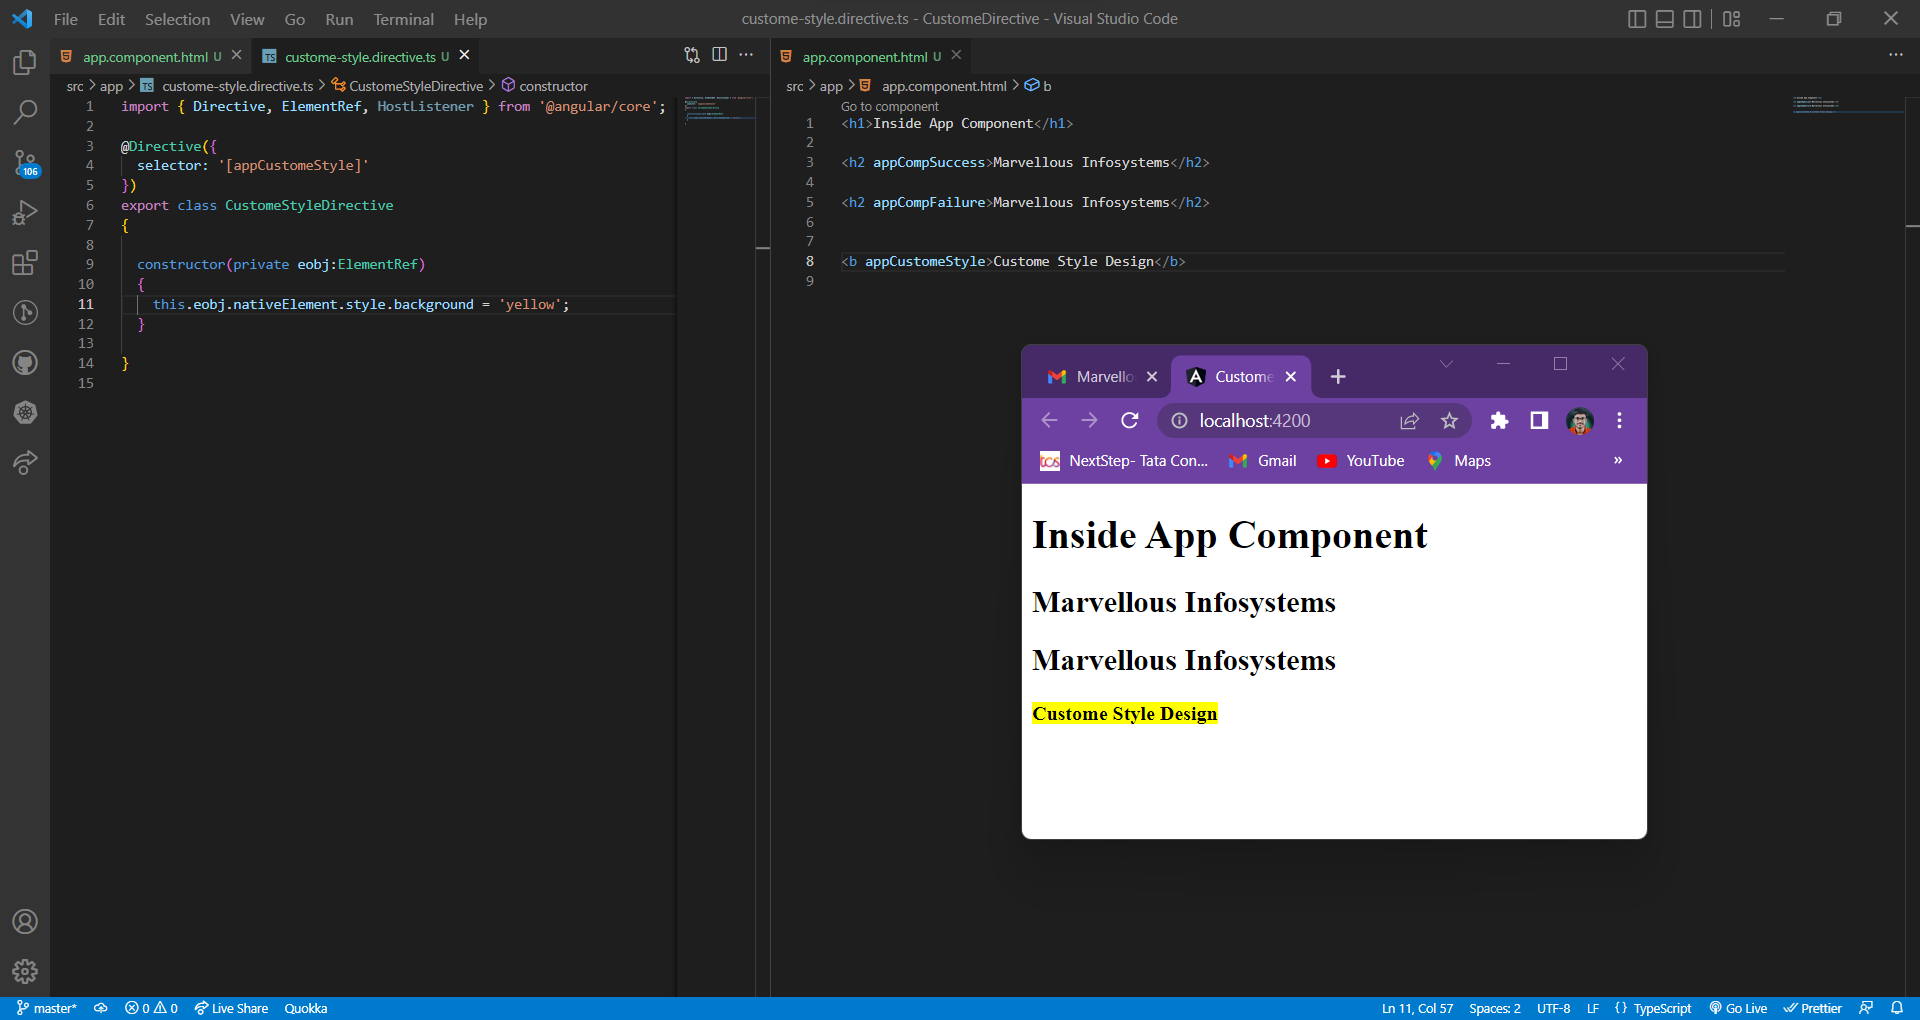 File Edit Selection View Go Run Terminal Help
custome-style.directive.ts - CustomeDirective - Visual Studio Code
app.component.html U
custome-style.directive.ts U
src > app > custome-style.directive.ts > CustomeStyleDirective > constructor
1 import { Directive, ElementRef, HostListener } from '@angular/core';
2
3 @Directive({
4 selector: '[appCustomeStyle]'
5 })
6 export class CustomeStyleDirective
7 {
8
9 constructor(private eobj:ElementRef)
10 {
11 this.eobj.nativeElement.style.background = 'yellow';
12 }
13
14 }
15
106
app.component.html U
src > app > app.component.html > b
Go to component
1 <h1>Inside App Component</h1>
2
3 <h2 appCompSuccess>Marvellous Infosystems</h2>
4
5 <h2 appCompFailure>Marvellous Infosystems</h2>
6
7
8 <b appCustomeStyle>Custome Style Design</b>
9
Marvello
Custome
localhost:4200
tcs NextStep- Tata Con... Gmail YouTube Maps »
Inside App Component
Marvellous Infosystems
Marvellous Infosystems
Custome Style Design
master* 0 0 Live Share Quokka
Ln 11, Col 57 Spaces: 2 UTF-8 LF {} TypeScript Go Live Prettier